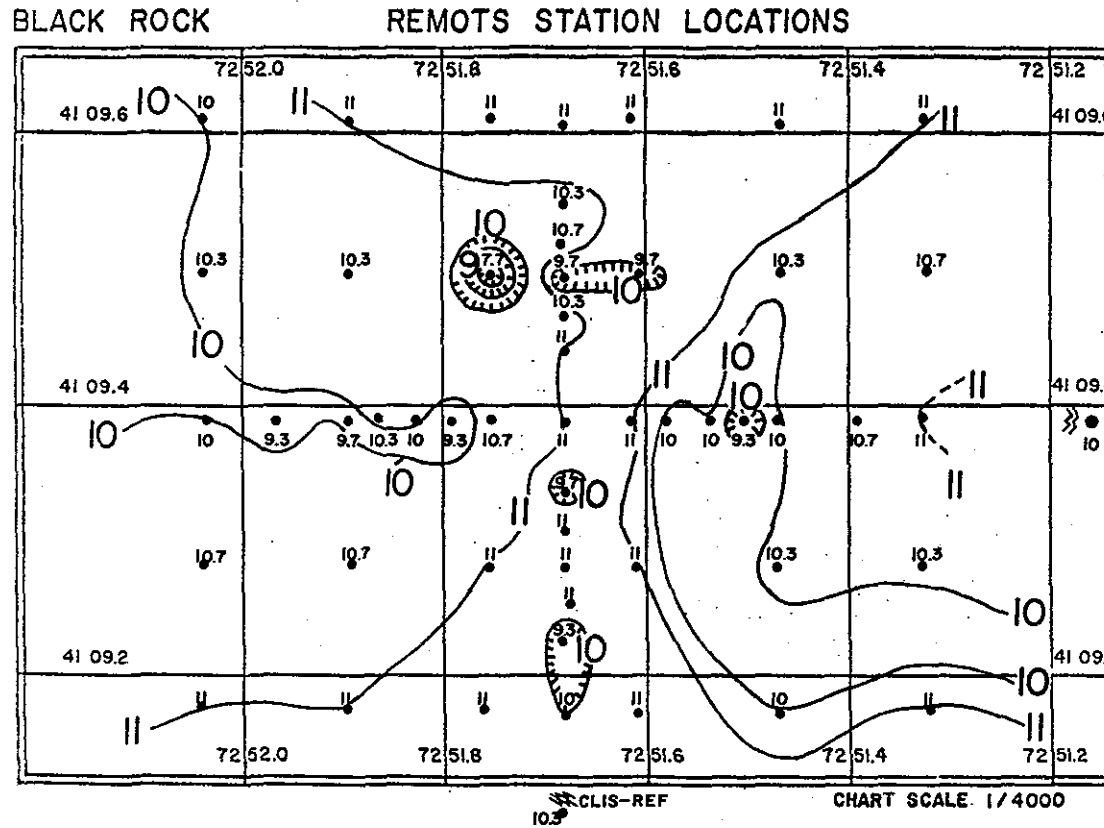 BLACK ROCK REMOTS STATION LOCATIONS
72 52.0 72 51.8 72 51.6 72 51.4 72 51.2
10 10 11 11 11 11 11 11 11 11
41 09.6 41 09.6
10.3
10 10.7
10.3 10.3 9 7.7 9.7 9.7 10.3 10.7
10
10.3
11
10 10
11 11
41 09.4 10 41 09.
10 10 9.3 9.7 10.3 10 9.3 10.7 11 11 10 10 9.3 10 10.7 11 10
10 11
9.7 10
11 11
10.7 10.7 11 11 11 10.3 10.3
11
10
9.3 10
41 09.2 41 09.
10
11 11 11 10 11 10 11
11 11
72 52.0 72 51.8 72 51.6 72 51.4 72 51.2
CLIS-REF CHART SCALE 1/4000
10.3